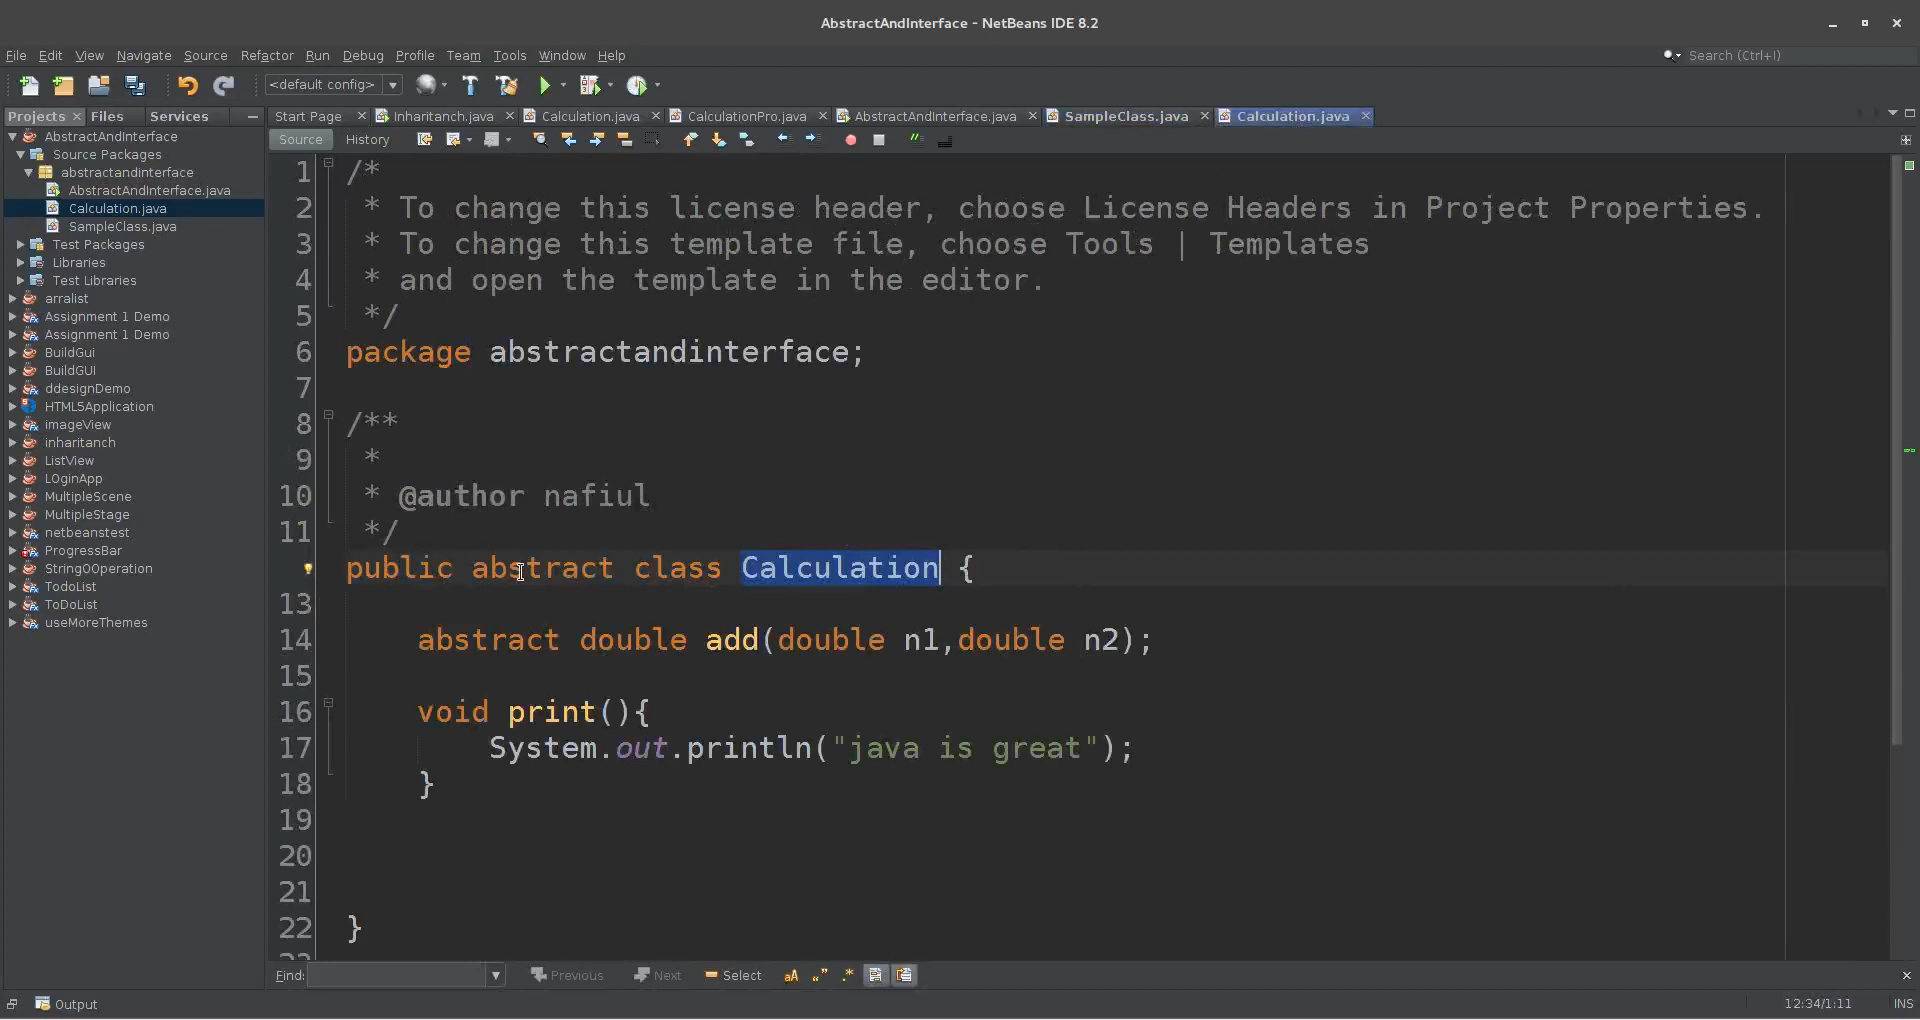 AbstractAndInterface - NetBeans IDE 8.2
File Edit View Navigate Source Refactor Run Debug Profile Team Tools Window Help
Search (Ctrl+I)
<default config>
Projects Files Services
Start Page Inharitanch.java Calculation.java CalculationPro.java AbstractAndInterface.java SampleClass.java Calculation.java
Source History
AbstractAndInterface
Source Packages
abstractandinterface
AbstractAndInterface.java
Calculation.java
SampleClass.java
Test Packages
Libraries
Test Libraries
arralist
Assignment 1 Demo
Assignment 1 Demo
BuildGui
BuildGUI
ddesignDemo
HTML5Application
imageView
inharitanch
ListView
LOginApp
MultipleScene
MultipleStage
netbeanstest
ProgressBar
StringOOperation
TodoList
ToDoList
useMoreThemes
1 /*
2 * To change this license header, choose License Headers in Project Properties.
3 * To change this template file, choose Tools | Templates
4 * and open the template in the editor.
5 */
6 package abstractandinterface;
7
8 /**
9 *
10 * @author nafiul
11 */
public abstract class Calculation {
13
14 abstract double add(double n1,double n2);
15
16 void print(){
17 System.out.println("java is great");
18 }
19
20
21
22 }
Find: Previous Next Select aA
Output
12:34/1:11 INS